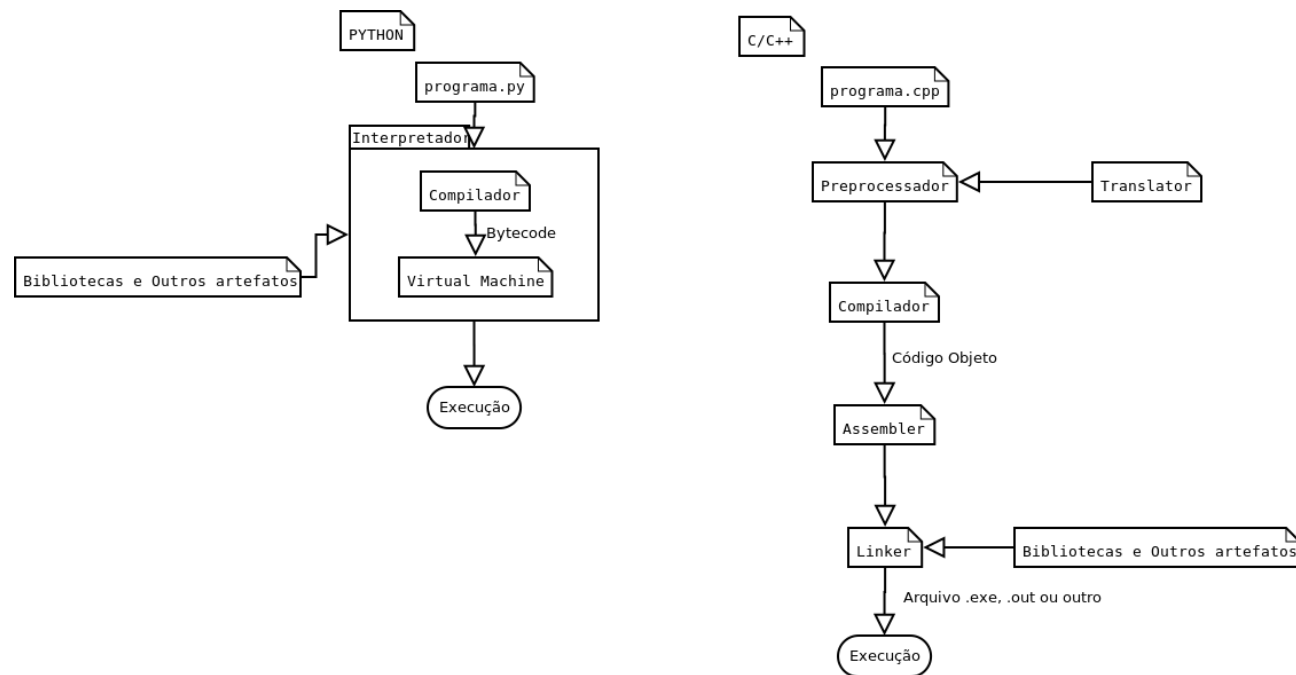 PYTHON
programa.py
Interpretador
Compilador
Bytecode
Virtual Machine
Bibliotecas e Outros artefatos
Execução
C/C++
programa.cpp
Preprocessador
Translator
Compilador
Código Objeto
Assembler
Linker
Bibliotecas e Outros artefatos
Arquivo .exe, .out ou outro
Execução